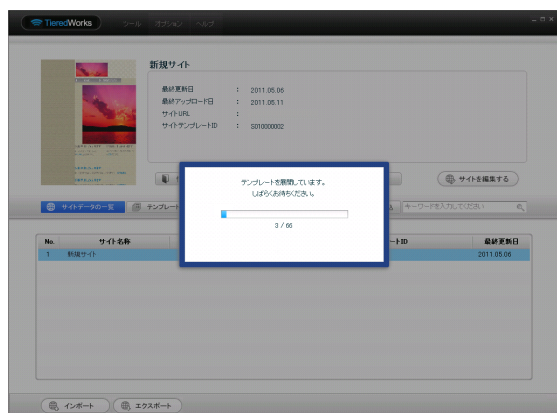 TieredWorks ツール オプション ヘルプ
新規サイト
最終更新日 : 2011.05.06
最終アップロード日 : 2011.05.11
サイトURL :
サイトテンプレートID : S010000002
サイトを編集する
テンプレートを展開しています。
しばらくお待ちください。
3 / 66
サイトデータの一覧 テンプレート キーワードを入力してください
No. サイト名称 ートID 最終更新日
1 新規サイト 2011.05.06
インポート エクスポート